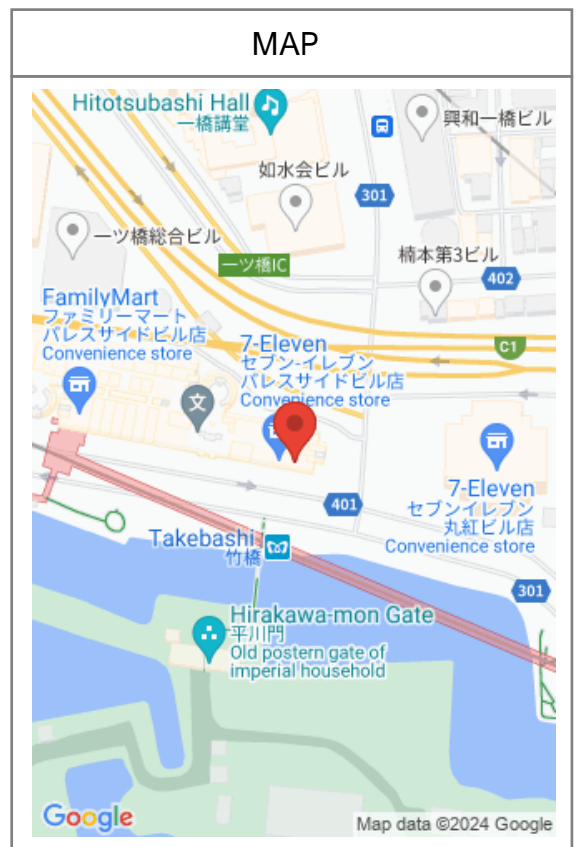 MAP
Hitotsubashi Hall
一橋講堂
興和一橋ビル
如水会ビル
301
一ツ橋総合ビル
一ツ橋IC
楠本第3ビル
402
FamilyMart
ファミリーマート
パレスサイドビル店
Convenience store
7-Eleven
セブン-イレブン
パレスサイドビル店
Convenience store
C1
文
7-Eleven
セブンイレブン
丸紅ビル店
Convenience store
401
Takebashi
竹橋
301
Hirakawa-mon Gate
平川門
Old postern gate of
imperial household
Google
Map data ©2024 Google